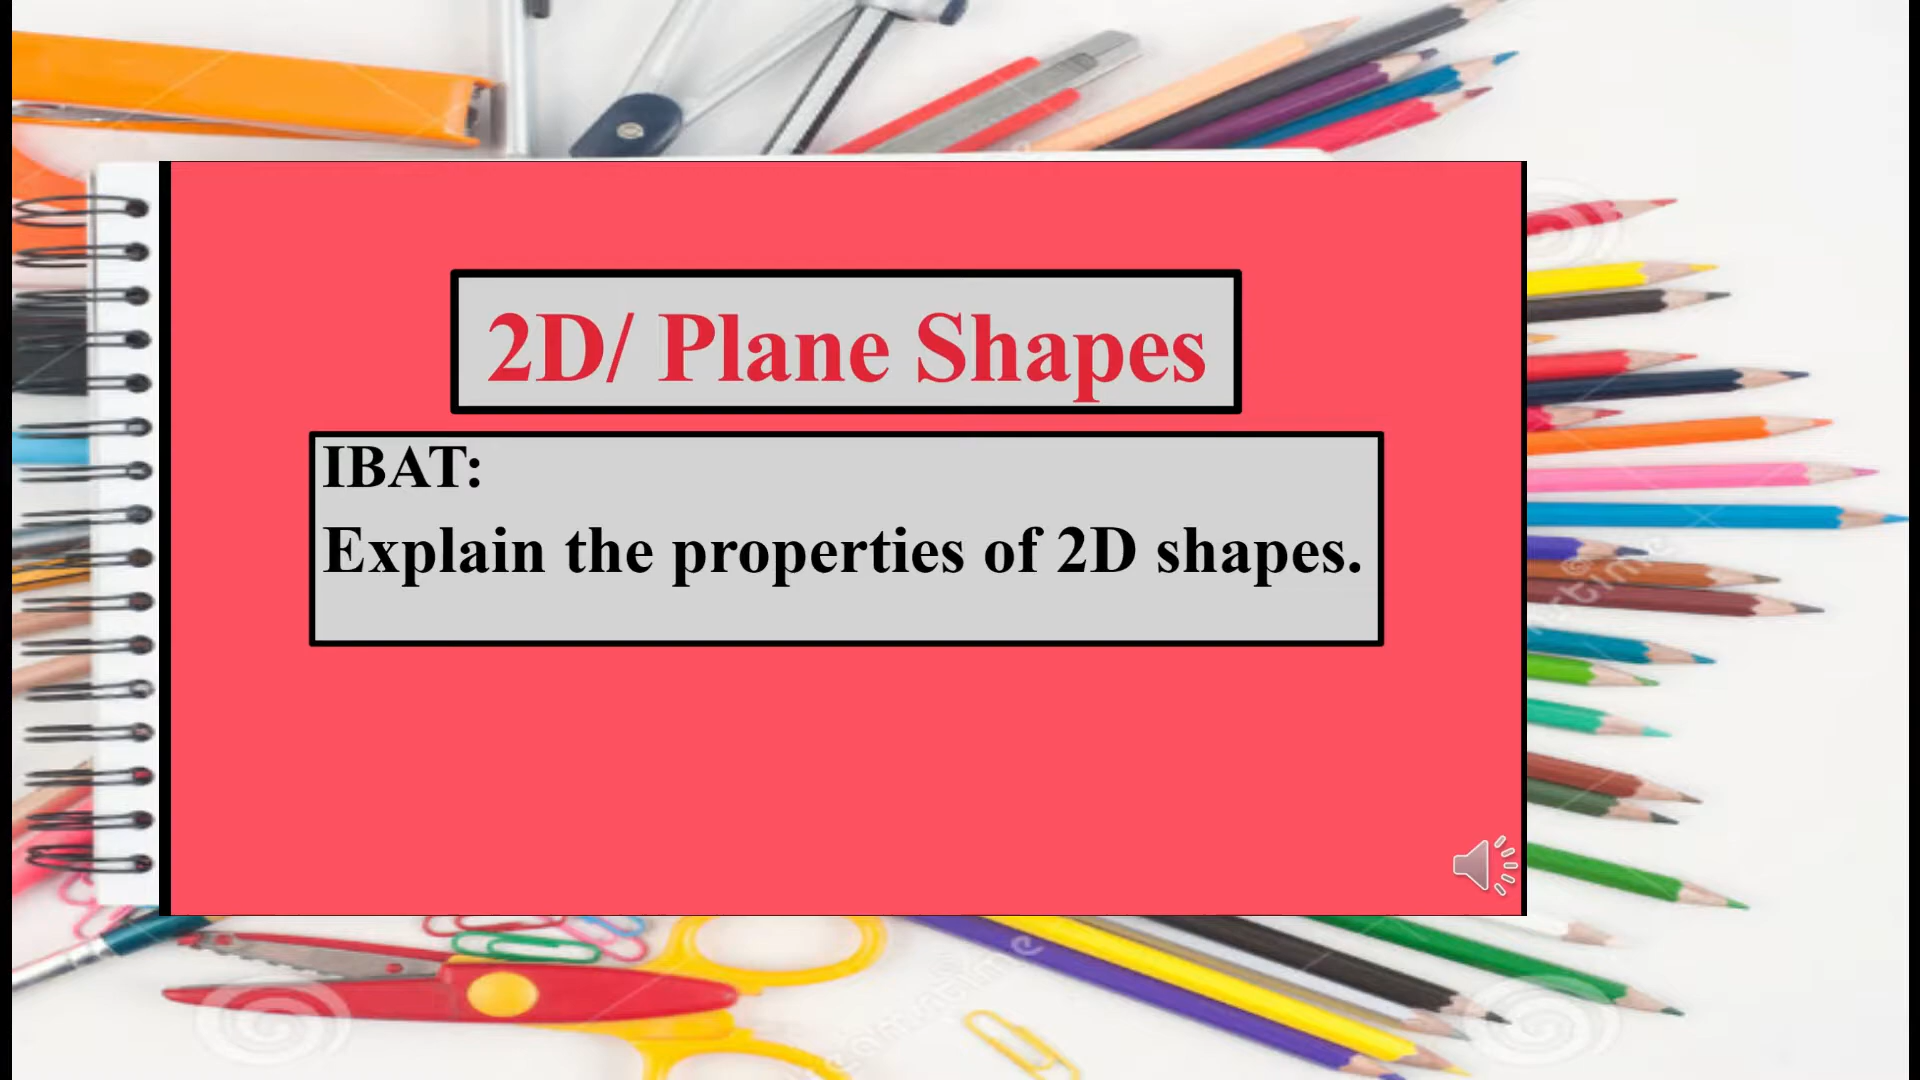 2D/ Plane Shapes
IBAT:
Explain the properties of 2D shapes.